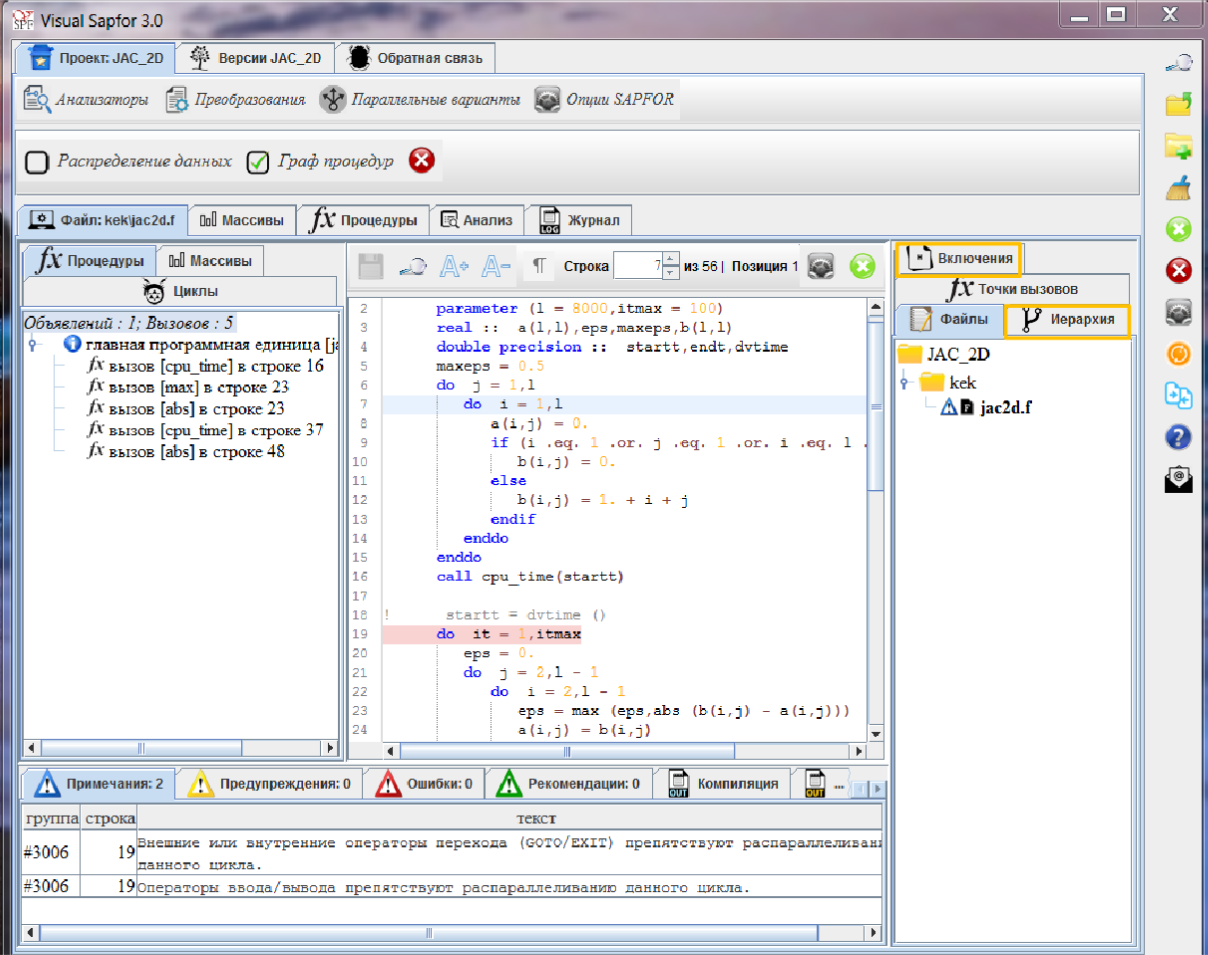 Visual Sapfor 3.0
Проект: JAC_2D
Версии JAC_2D
Обратная связь
Анализаторы
Преобразования
Параллельные варианты
Опции SAPFOR
Распределение данных
Граф процедур
Файл: kek\jac2d.f
Массивы
Процедуры
Анализ
Журнал
Процедуры
Массивы
Циклы
Объявлений : 1; Вызовов : 5
главная программная единица [ja
вызов [cpu_time] в строке 16
вызов [max] в строке 23
вызов [abs] в строке 23
вызов [cpu_time] в строке 37
вызов [abs] в строке 48
Строка 7 из 56 | Позиция 1
2 parameter (l = 8000,itmax = 100)
3 real :: a(l,l),eps,maxeps,b(l,l)
4 double precision :: startt,endt,dvtime
5 maxeps = 0.5
6 do j = 1,l
7 do i = 1,l
8 a(i,j) = 0.
9 if (i .eq. 1 .or. j .eq. 1 .or. i .eq. l .
10 b(i,j) = 0.
11 else
12 b(i,j) = 1. + i + j
13 endif
14 enddo
15 enddo
16 call cpu_time(startt)
17
18 ! startt = dvtime ()
19 do it = 1,itmax
20 eps = 0.
21 do j = 2,l - 1
22 do i = 2,l - 1
23 eps = max (eps,abs (b(i,j) - a(i,j)))
24 a(i,j) = b(i,j)
Включения
Точки вызовов
Файлы
Иерархия
JAC_2D
kek
jac2d.f
Примечания: 2
Предупреждения: 0
Ошибки: 0
Рекомендации: 0
Компиляция
...
группа строка текст
#3006 19 Внешние или внутренние операторы перехода (GOTO/EXIT) препятствуют распараллеливани
данного цикла.
#3006 19 Операторы ввода/вывода препятствуют распараллеливанию данного цикла.